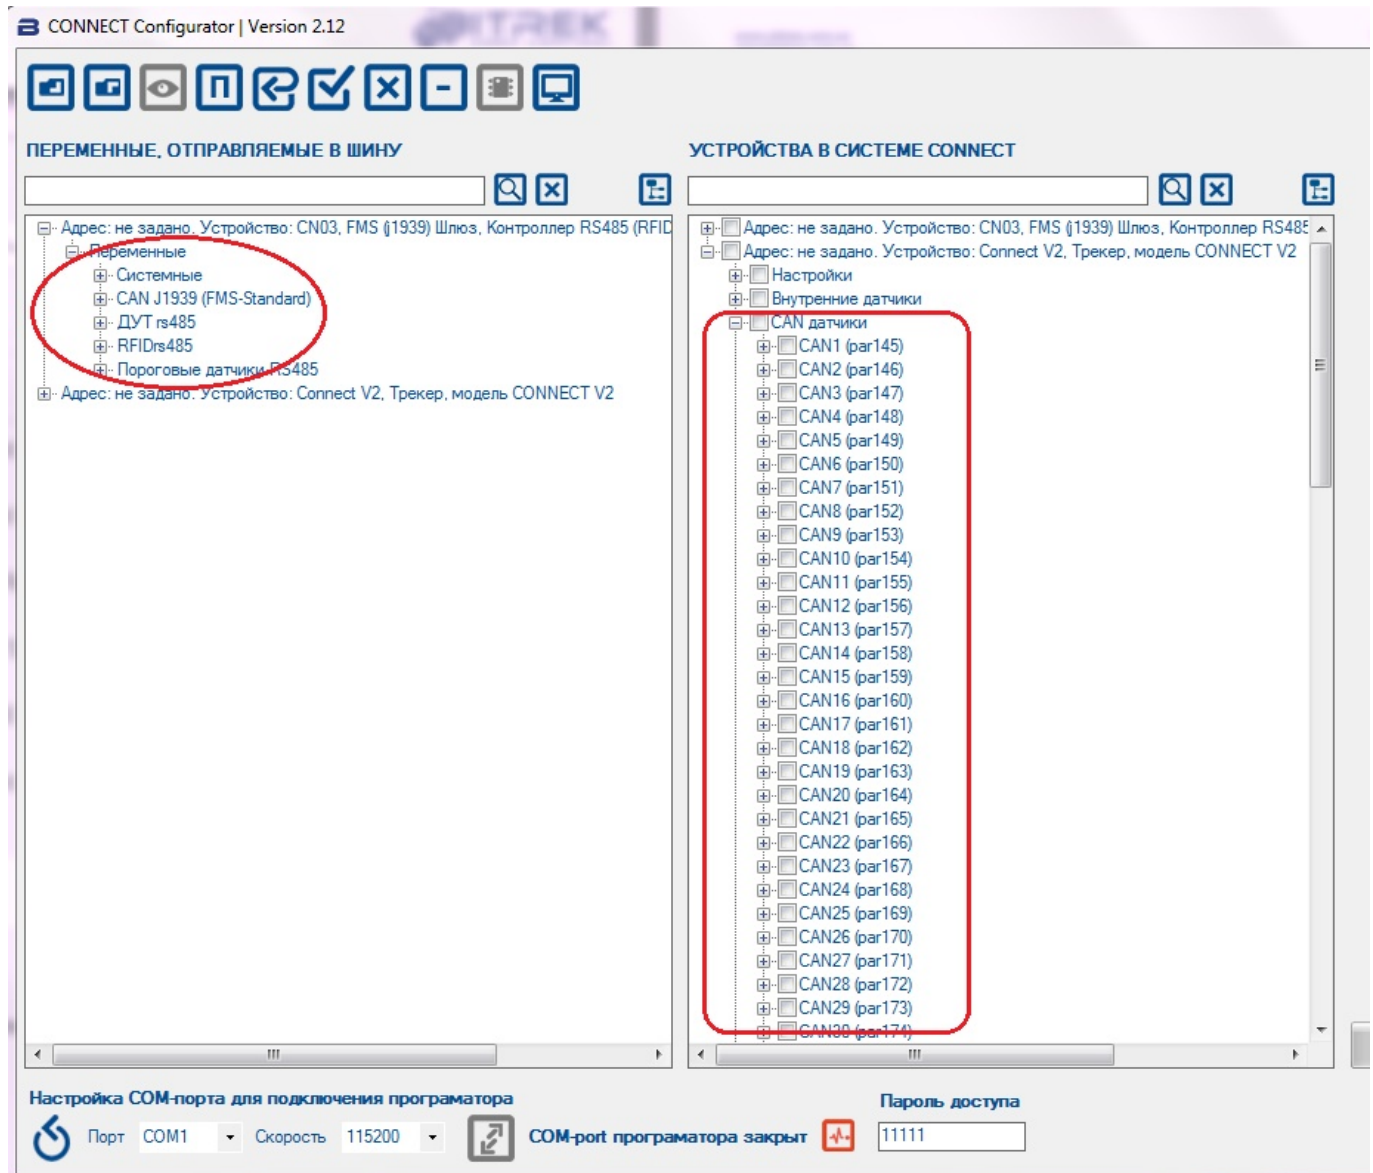 CONNECT Configurator | Version 2.12
ПЕРЕМЕННЫЕ, ОТПРАВЛЯЕМЫЕ В ШИНУ
Адрес: не задано. Устройство: CN03, FMS (j1939) Шлюз, Контроллер RS485 (RFID
Переменные
Системные
CAN J1939 (FMS-Standard)
ДУТ rs485
RFIDrs485
Пороговые датчики RS485
Адрес: не задано. Устройство: Connect V2, Трекер, модель CONNECT V2
УСТРОЙСТВА В СИСТЕМЕ CONNECT
Адрес: не задано. Устройство: CN03, FMS (j1939) Шлюз, Контроллер RS485
Адрес: не задано. Устройство: Connect V2, Трекер, модель CONNECT V2
Настройки
Внутренние датчики
CAN датчики
CAN1 (par145)
CAN2 (par146)
CAN3 (par147)
CAN4 (par148)
CAN5 (par149)
CAN6 (par150)
CAN7 (par151)
CAN8 (par152)
CAN9 (par153)
CAN10 (par154)
CAN11 (par155)
CAN12 (par156)
CAN13 (par157)
CAN14 (par158)
CAN15 (par159)
CAN16 (par160)
CAN17 (par161)
CAN18 (par162)
CAN19 (par163)
CAN20 (par164)
CAN21 (par165)
CAN22 (par166)
CAN23 (par167)
CAN24 (par168)
CAN25 (par169)
CAN26 (par170)
CAN27 (par171)
CAN28 (par172)
CAN29 (par173)
CAN30 (par174)
Настройка COM-порта для подключения програматора
Порт COM1 Скорость 115200
COM-port програматора закрыт
Пароль доступа
11111